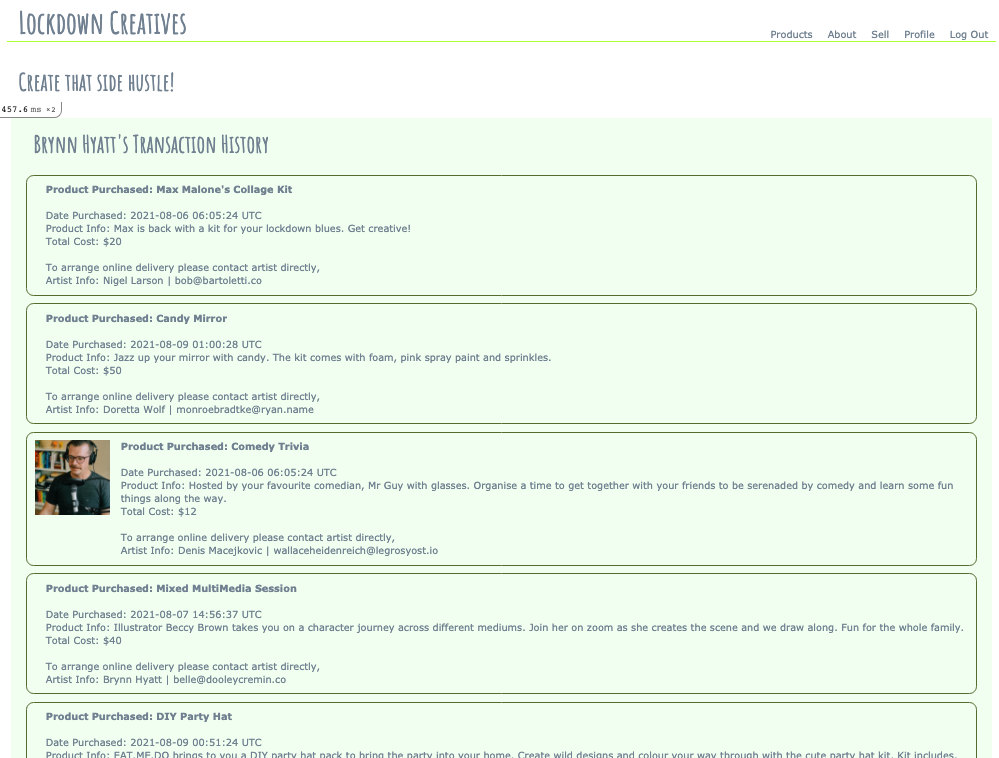 Lockdown Creatives
Products About Sell Profile Log Out
Create that side hustle!
457.6 ms ×2
Brynn Hyatt's Transaction History
Product Purchased: Max Malone's Collage Kit
Date Purchased: 2021-08-06 06:05:24 UTC
Product Info: Max is back with a kit for your lockdown blues. Get creative!
Total Cost: $20
To arrange online delivery please contact artist directly,
Artist Info: Nigel Larson | bob@bartoletti.co
Product Purchased: Candy Mirror
Date Purchased: 2021-08-09 01:00:28 UTC
Product Info: Jazz up your mirror with candy. The kit comes with foam, pink spray paint and sprinkles.
Total Cost: $50
To arrange online delivery please contact artist directly,
Artist Info: Doretta Wolf | monroebradtke@ryan.name
Product Purchased: Comedy Trivia
Date Purchased: 2021-08-06 06:05:24 UTC
Product Info: Hosted by your favourite comedian, Mr Guy with glasses. Organise a time to get together with your friends to be serenaded by comedy and learn some fun
things along the way.
Total Cost: $12
To arrange online delivery please contact artist directly,
Artist Info: Denis Macejkovic | wallaceheidenreich@legrosyost.io
Product Purchased: Mixed MultiMedia Session
Date Purchased: 2021-08-07 14:56:37 UTC
Product Info: Illustrator Beccy Brown takes you on a character journey across different mediums. Join her on zoom as she creates the scene and we draw along. Fun for the whole family.
Total Cost: $40
To arrange online delivery please contact artist directly,
Artist Info: Brynn Hyatt | belle@dooleycremin.co
Product Purchased: DIY Party Hat
Date Purchased: 2021-08-09 00:51:24 UTC
Product Info: EAT.ME.DO brings to you a DIY party hat pack to bring the party into your home. Create wild designs and colour your way through with the cute party hat kit. Kit includes.